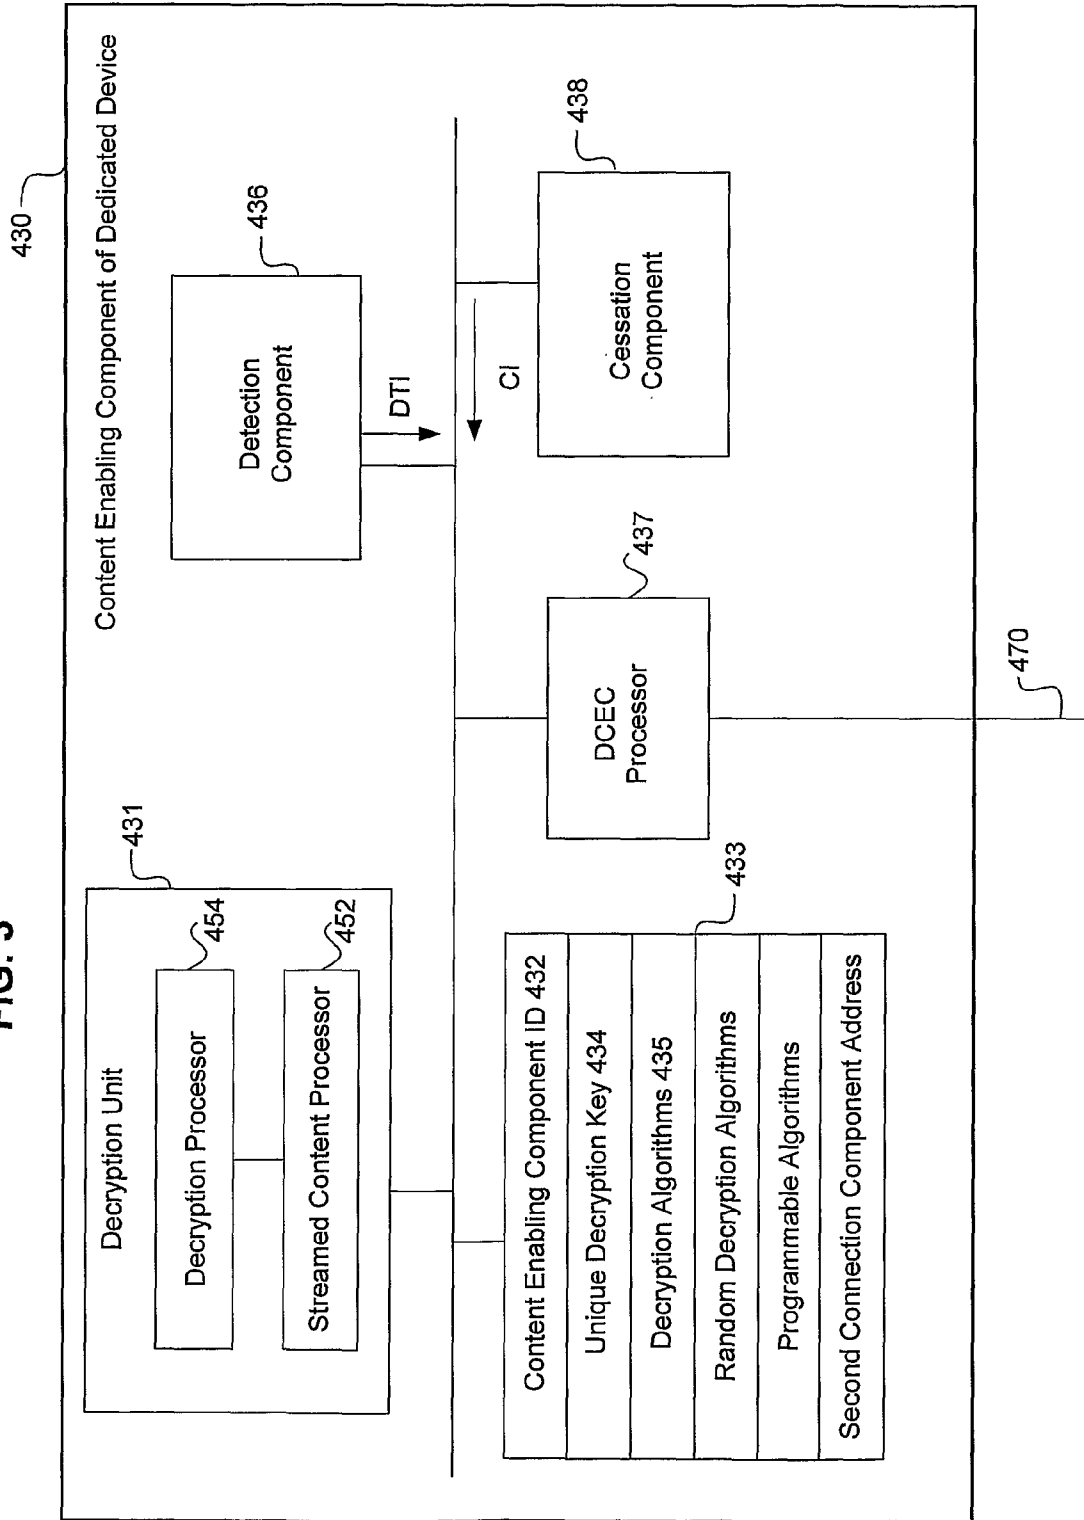 FIG.
430
Content Enabling Component of Dedicated Device
431
Decryption Unit
Decryption Processor
454
Streamed Content Processor
452
Detection
Component
436
DTI
CI
Content Enabling Component ID 432
Unique Decryption Key 434
Decryption Algorithms 435
Random Decryption Algorithms
Programmable Algorithms
Second Connection Component Address
433
DCEC
Processor
437
Cessation
Component
438
470